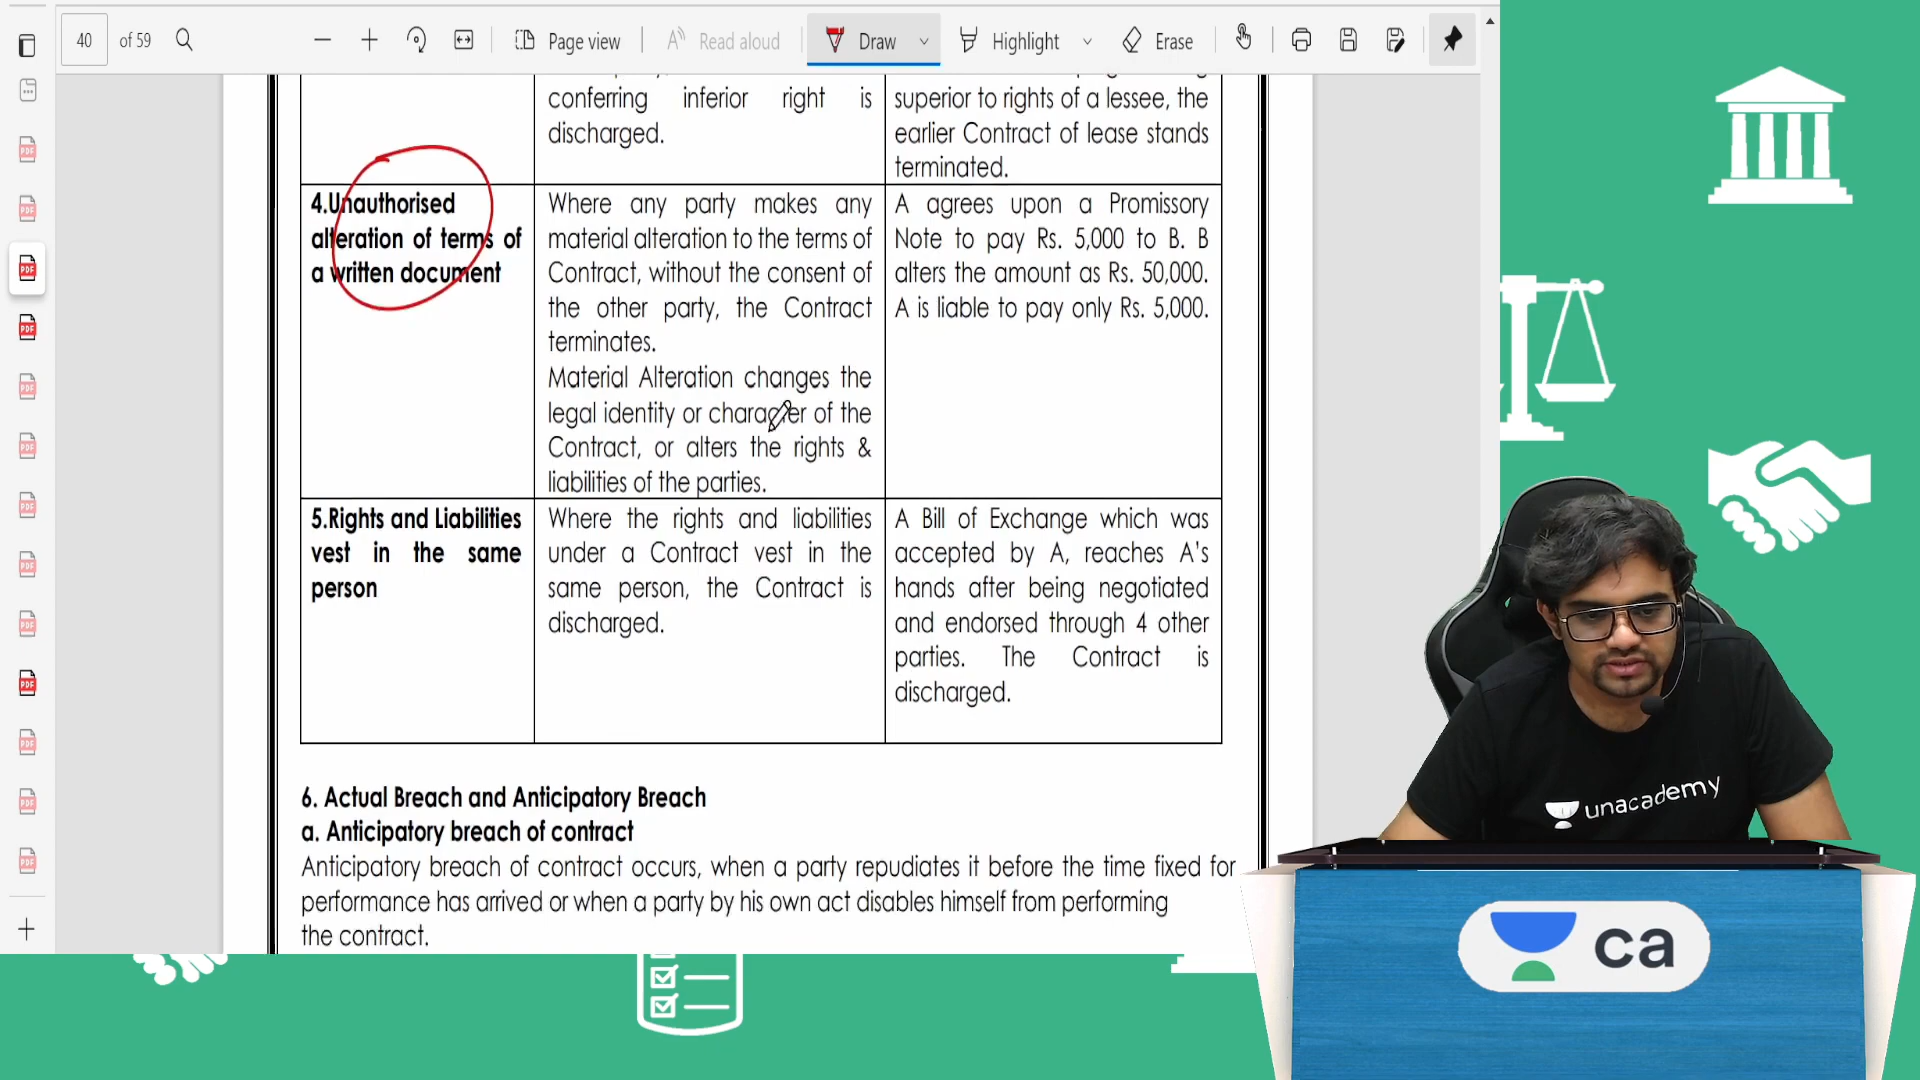 40
of 59
Page view
Read aloud
Draw
Highlight
Erase
conferring inferior right is
discharged.
superior to rights of a lessee, the
earlier Contract of lease stands
terminated.
4.Unauthorised
alteration of terms of
a written document
Where any party makes any
material alteration to the terms of
Contract, without the consent of
the other party, the Contract
terminates.
Material Alteration changes the
legal identity or character of the
Contract, or alters the rights &
liabilities of the parties.
A agrees upon a Promissory
Note to pay Rs. 5,000 to B. B
alters the amount as Rs. 50,000.
A is liable to pay only Rs. 5,000.
5.Rights and Liabilities
vest in the same
person
Where the rights and liabilities
under a Contract vest in the
same person, the Contract is
discharged.
A Bill of Exchange which was
accepted by A, reaches A's
hands after being negotiated
and endorsed through 4 other
parties. The Contract is
discharged.
6. Actual Breach and Anticipatory Breach
a. Anticipatory breach of contract
Anticipatory breach of contract occurs, when a party repudiates it before the time fixed for
performance has arrived or when a party by his own act disables himself from performing
the contract.
unacademy
ca